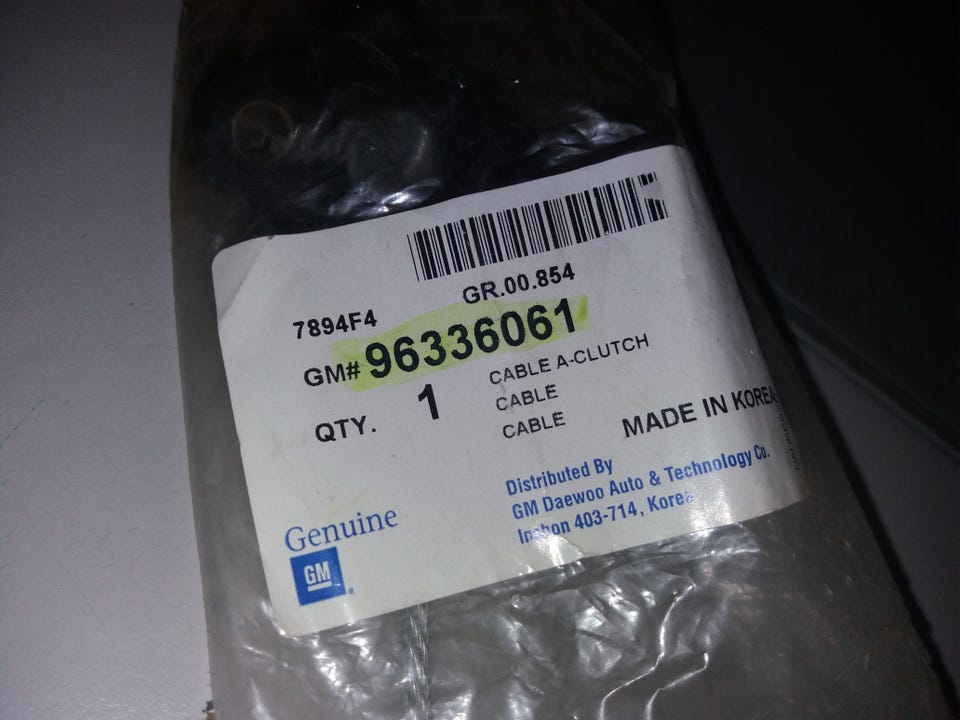 GR.00.854
7894F4
GM# 96336061
QTY. 1
CABLE A-CLUTCH
CABLE
CABLE
MADE IN KOREA
Distributed By
GM Daewoo Auto & Technology Co.
403-714, Korea
Genuine
GM